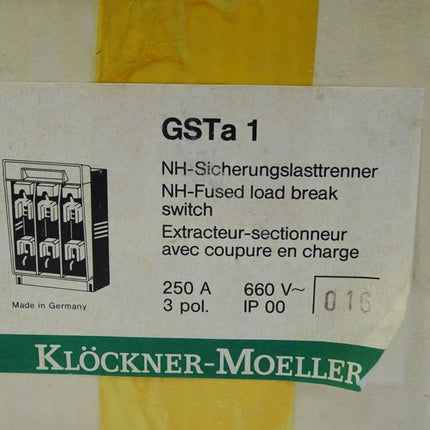 GSTa 1
NH-Sicherungslasttrenner
NH-Fused load break
switch
Extracteur-sectionneur
avec coupure en charge
250 A 660 V~
3 pol. IP 00
016
Made in Germany
KLÖCKNER-MOELLER